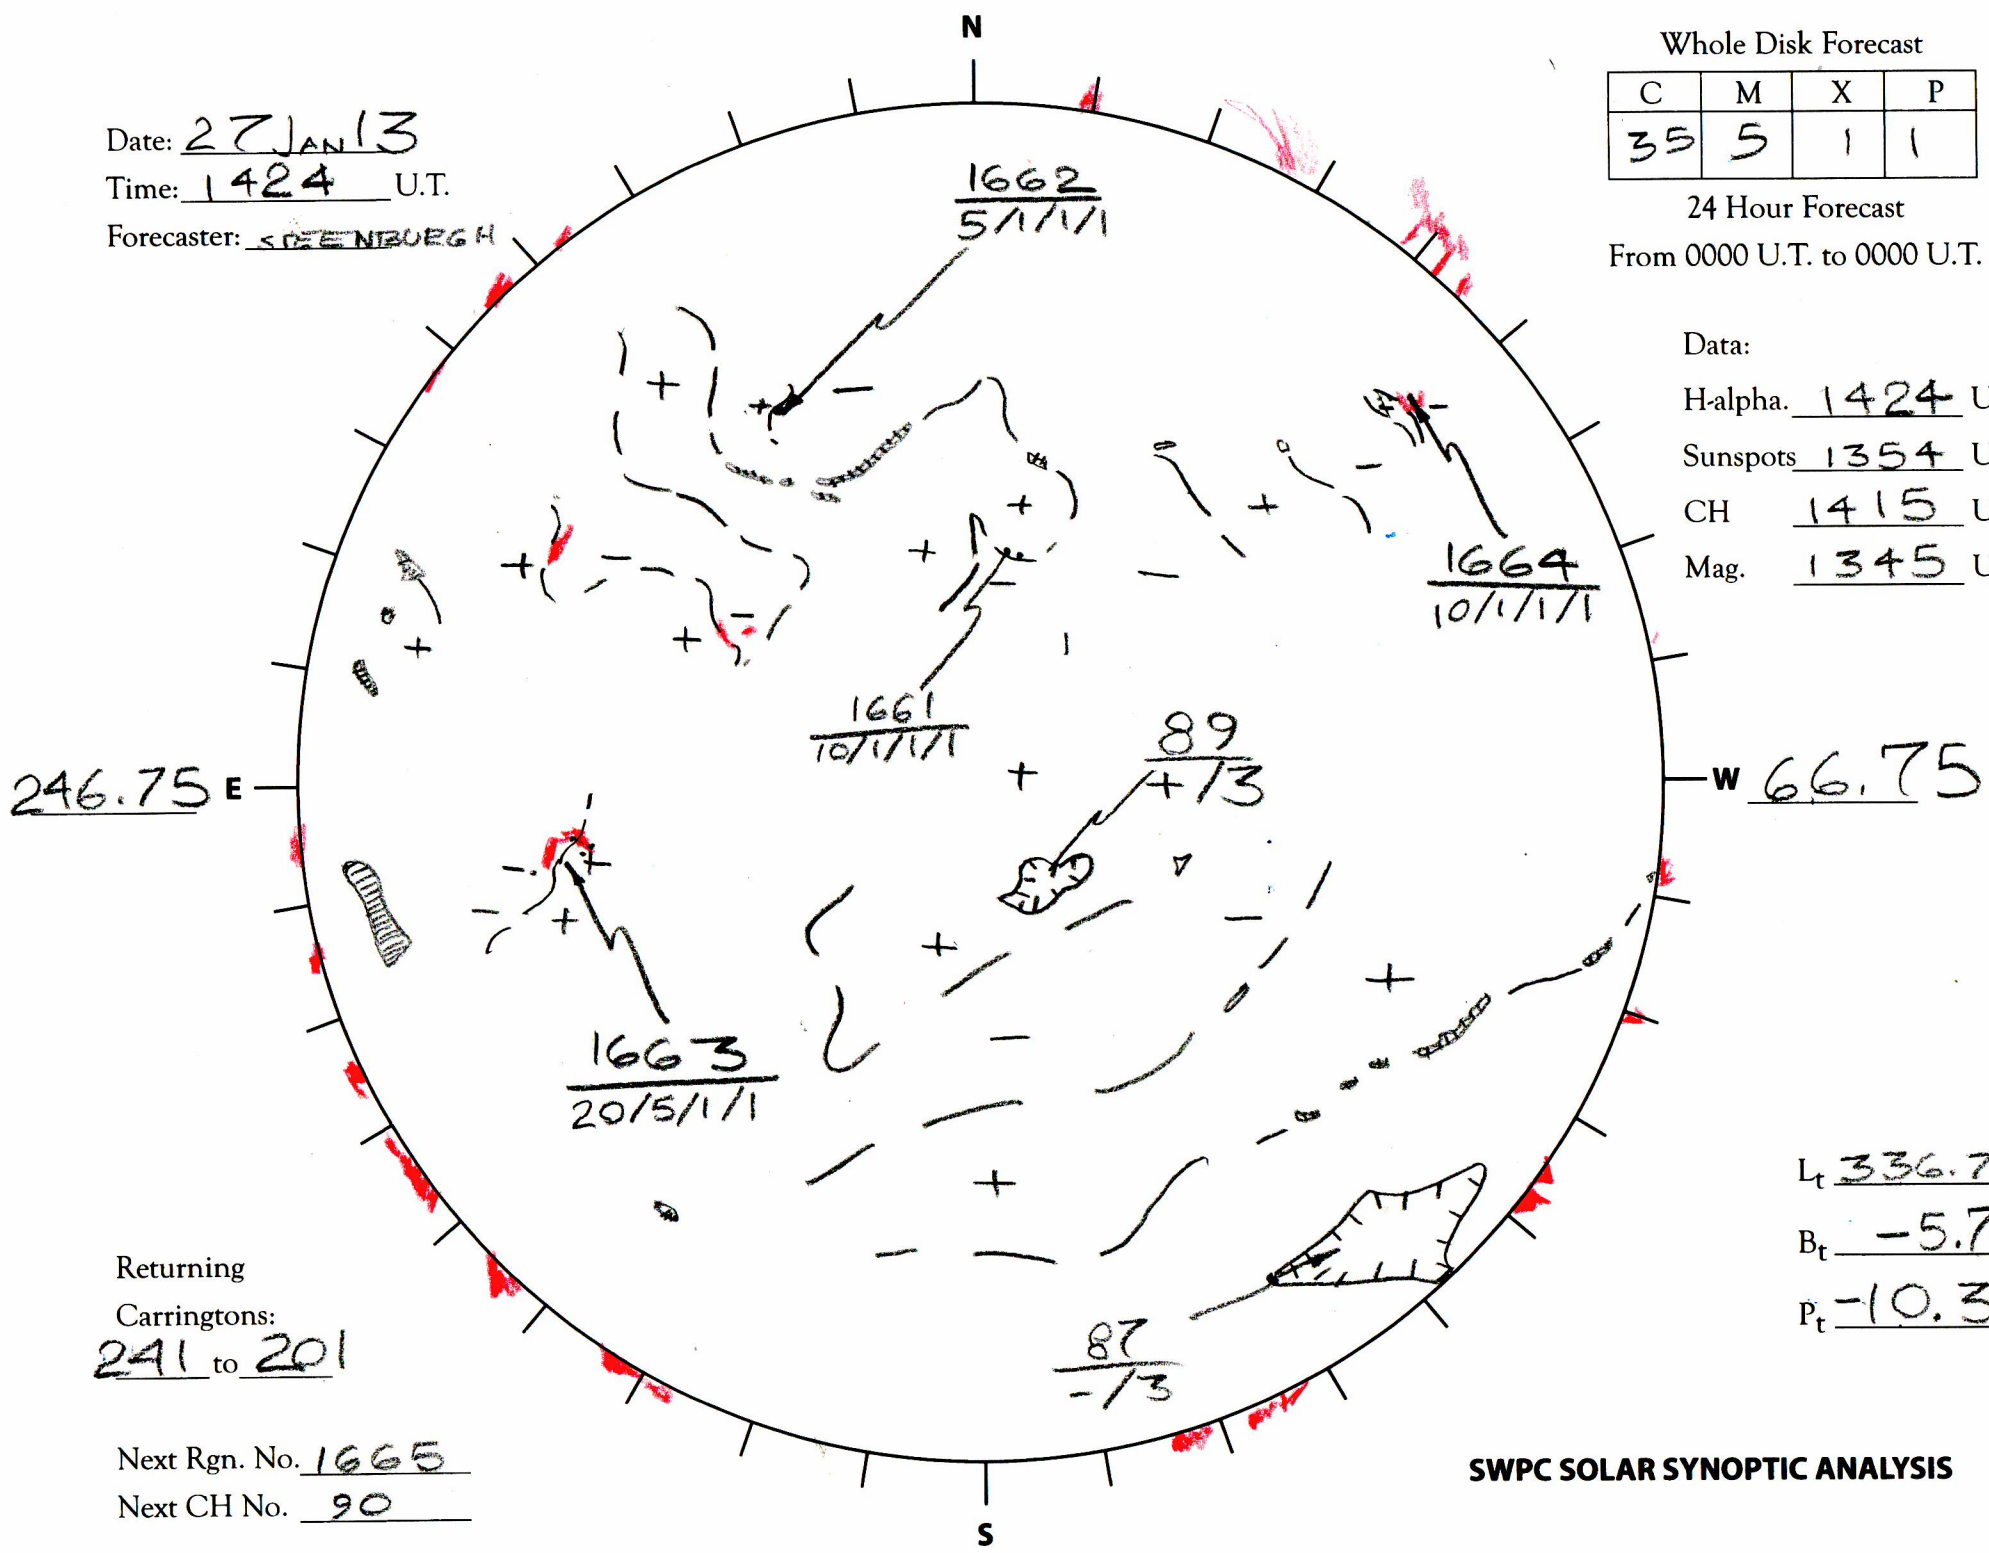 N
Whole Disk Forecast
C M X P
35 5 1 1
24 Hour Forecast
From 0000 U.T. to 0000 U.T.
Date: 27 JAN 13
Time: 1424 U.T.
Forecaster:
1662
5/1/1/1
Data:
H-alpha. 1424 U
Sunspots 1354 U
CH 1415 U
Mag. 1345 U
1664
10/1/1/1
1661
10/1/1/1
89
+/3
246.75 E
W 66.75
1663
20/5/1/1
Lt 336.7
Bt -5.7
Pt -10.3
87
-/3
Returning
Carringtons:
241 to 201
Next Rgn. No. 1665
Next CH No. 90
SWPC SOLAR SYNOPTIC ANALYSIS
S